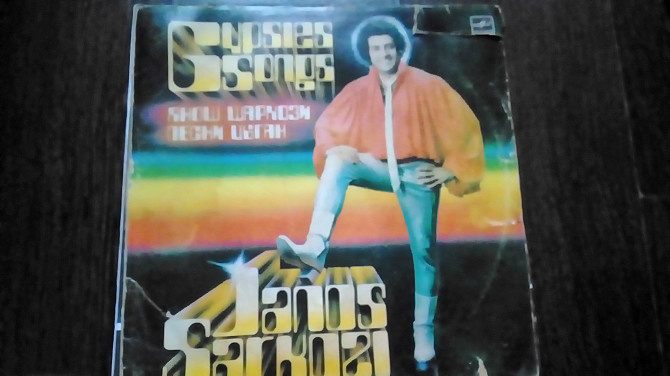 Gypsies
songs
Янош Шаркози
песни цыган
Janos
Sarkozi